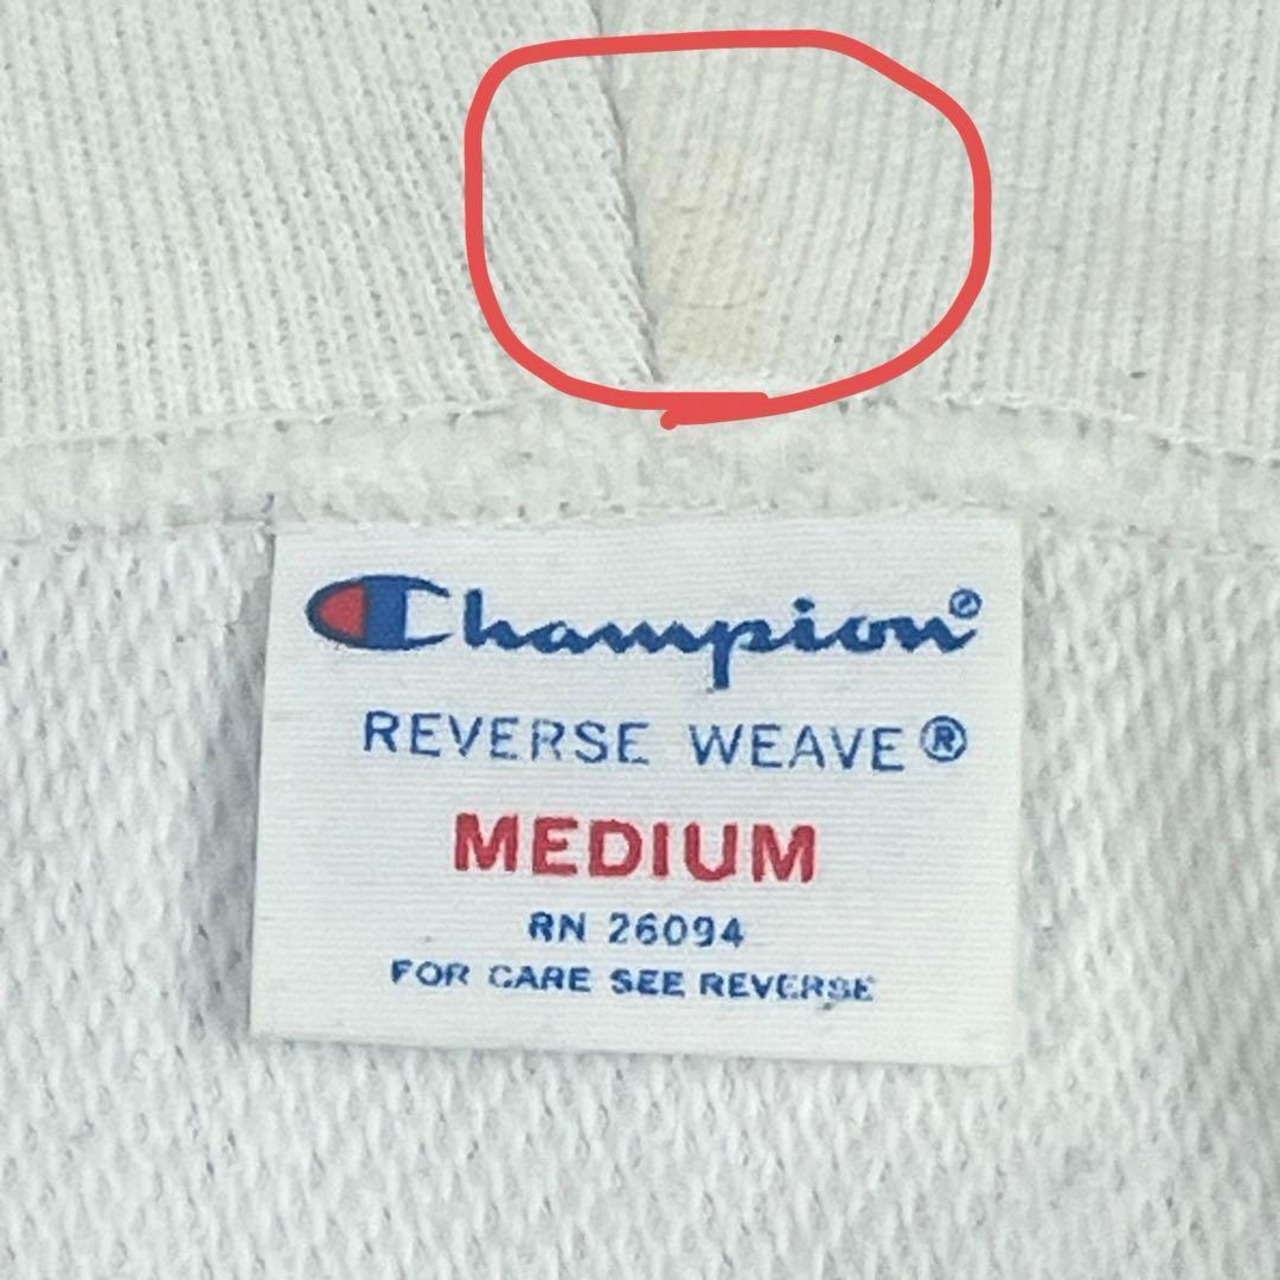 Champion®
REVERSE WEAVE®
MEDIUM
RN 26094
FOR CARE SEE REVERSE